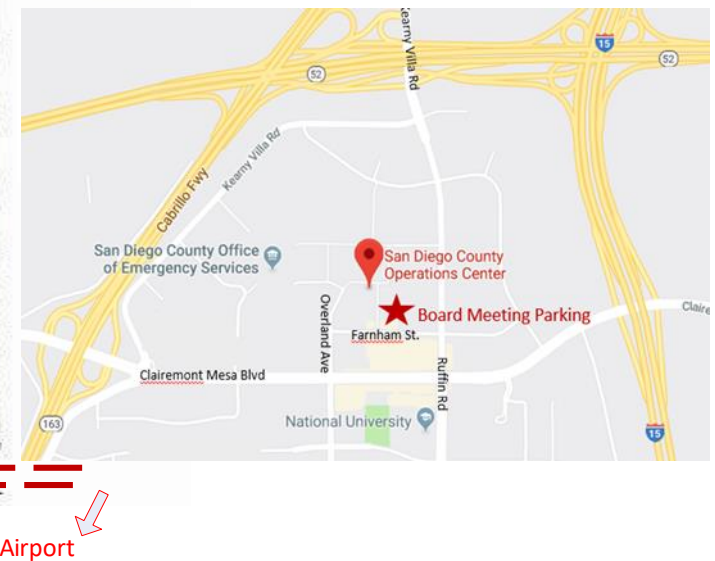 Kearny Villa Rd
15
52
52
Kearny Villa Rd
Cabrillo Fwy
San Diego County Office
of Emergency Services
San Diego County
Operations Center
Overland Ave
Board Meeting Parking
Farnham St.
Clairemont Mesa Blvd
Ruffin Rd
National University
163
15
Airport